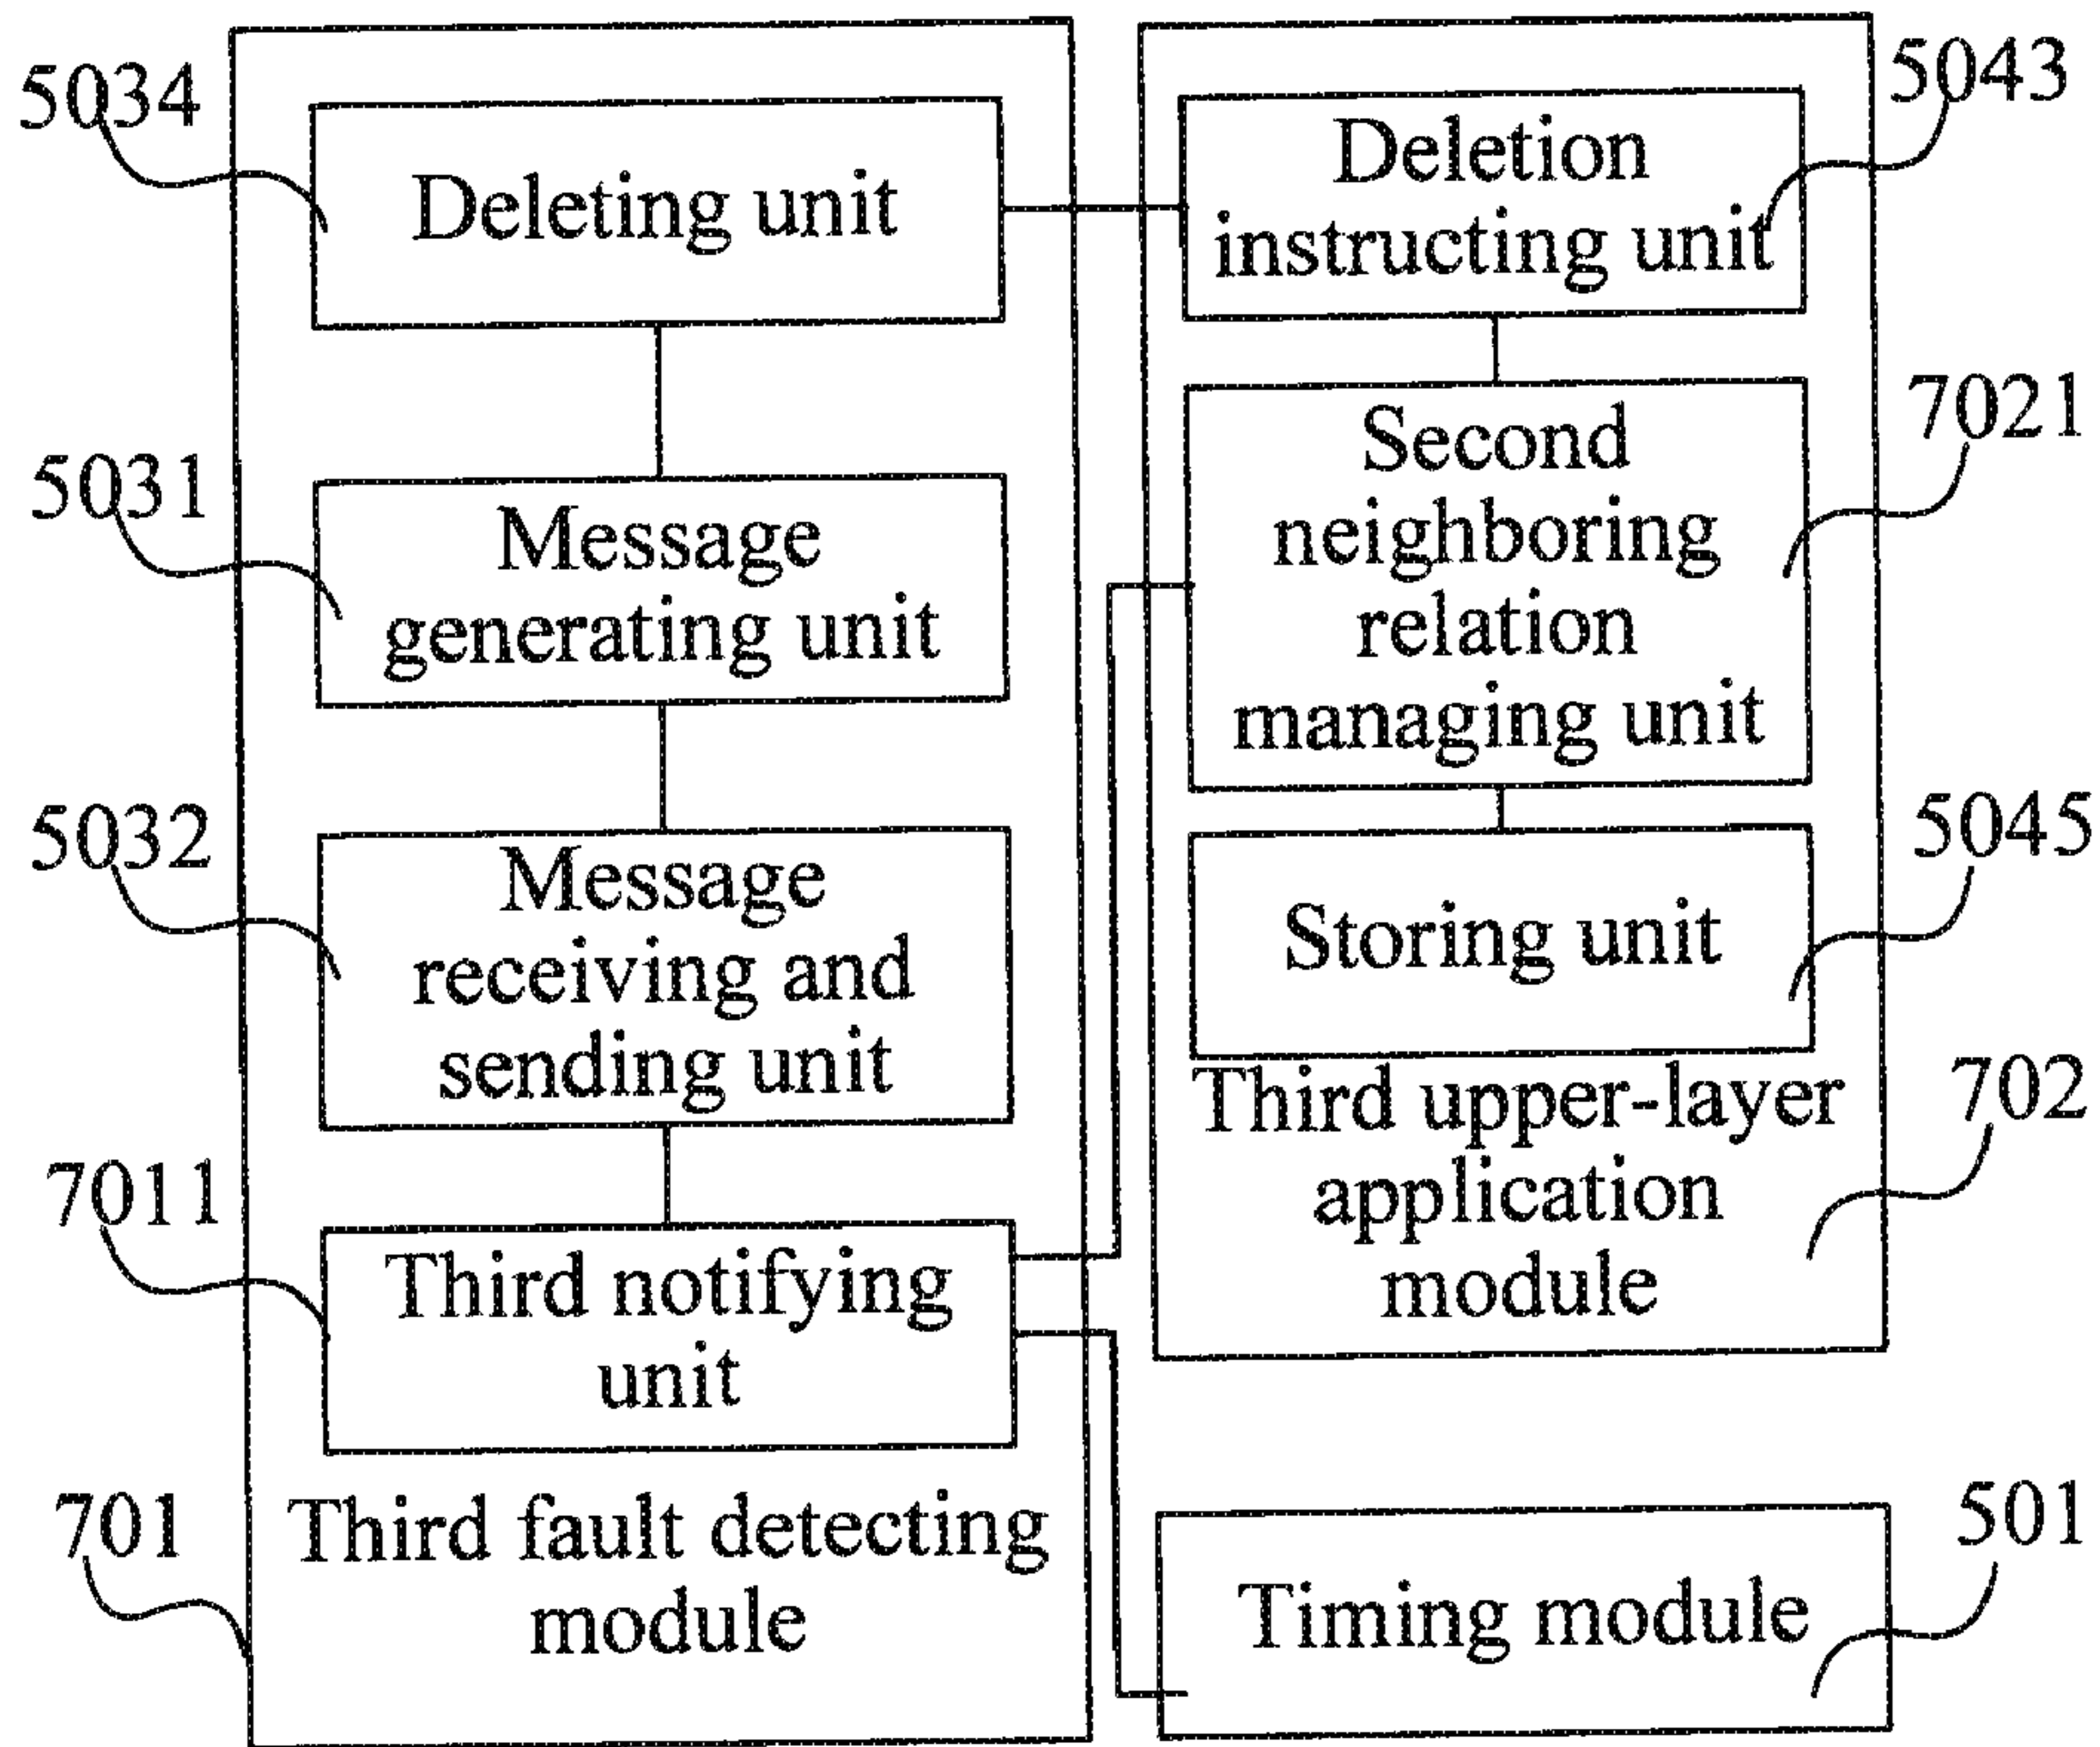 5034
Deleting unit
5031
Message
generating unit
5032
Message
receiving and
sending unit
7011
Third notifying
unit
701
Third fault detecting
module
5043
Deletion
instructing unit
7021
Second
neighboring
relation
managing unit
5045
Storing unit
702
Third upper-layer
application
module
501
Timing module